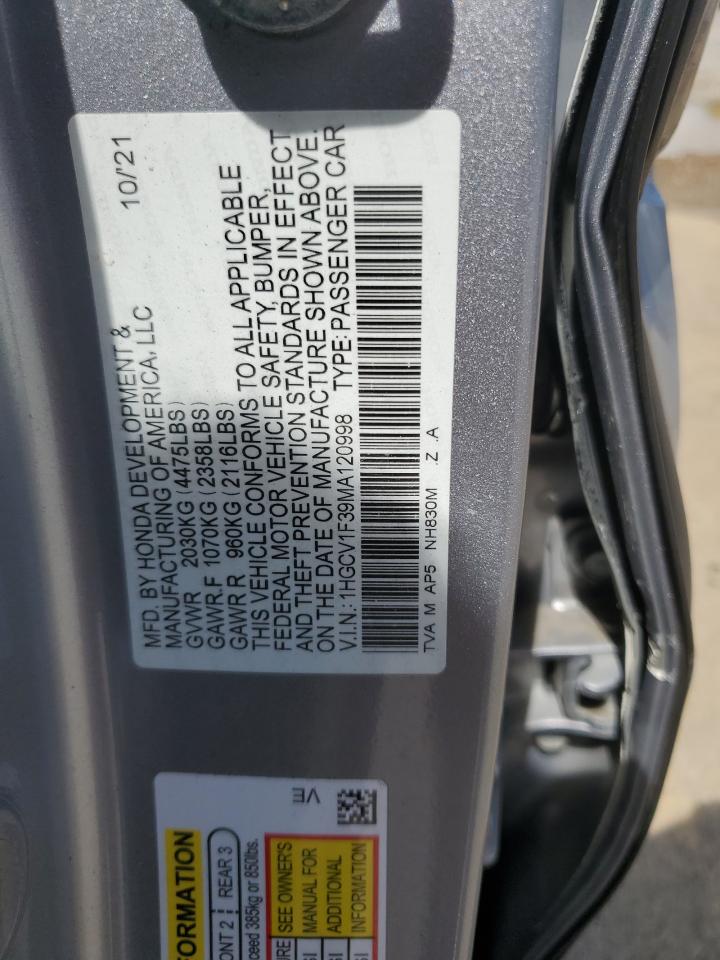 MFD. BY HONDA DEVELOPMENT & 10/'21
MANUFACTURING OF AMERICA, LLC
GVWR 2030KG (4475LBS)
GAWR.F 1070KG (2358LBS)
GAWR R 960KG (2116LBS)
THIS VEHICLE CONFORMS TO ALL APPLICABLE
FEDERAL MOTOR VEHICLE SAFETY, BUMPER,
AND THEFT PREVENTION STANDARDS IN EFFECT
ON THE DATE OF MANUFACTURE SHOWN ABOVE.
V.I.N.: 1HGCV1F39MA120998 TYPE: PASSENGER CAR
TVA M AP5 NH830M .Z .A
VE
REAR 3
2
385kg or 850lbs.
SEE OWNER'S
MANUAL FOR
ADDITIONAL
INFORMATION